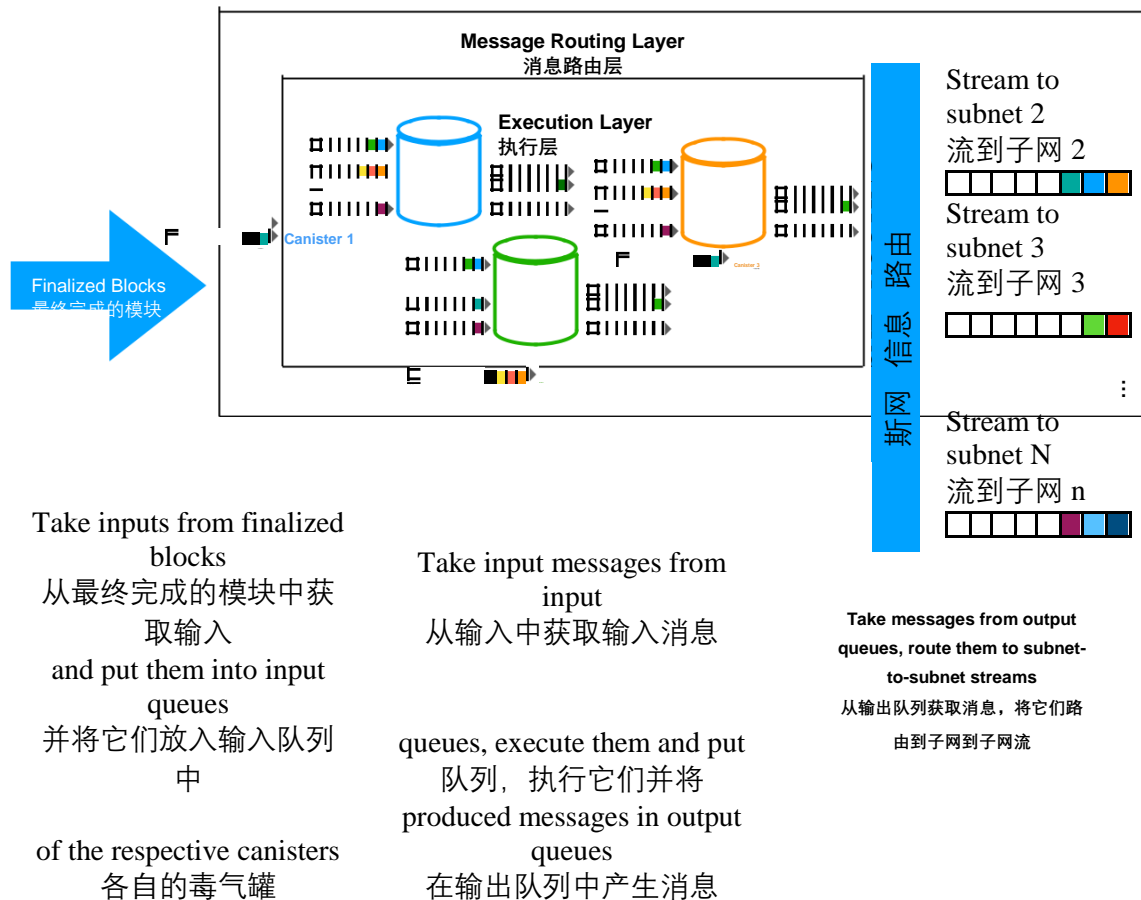 Message Routing Layer
消息路由层
Execution Layer
执行层
Canister 1
Canister_3
Finalized Blocks
最终完成的模块
斯网 信息 路由
Stream to
subnet 2
流到子网 2
Stream to
subnet 3
流到子网 3
...
Stream to
subnet N
流到子网 n
Take inputs from finalized
blocks
从最终完成的模块中获
取输入
and put them into input
queues
并将它们放入输入队列
中
of the respective canisters
各自的毒气罐
Take input messages from
input
从输入中获取输入消息
queues, execute them and put
队列，执行它们并将
produced messages in output
queues
在输出队列中产生消息
Take messages from output
queues, route them to subnet-
to-subnet streams
从输出队列获取消息，将它们路
由到子网到子网流